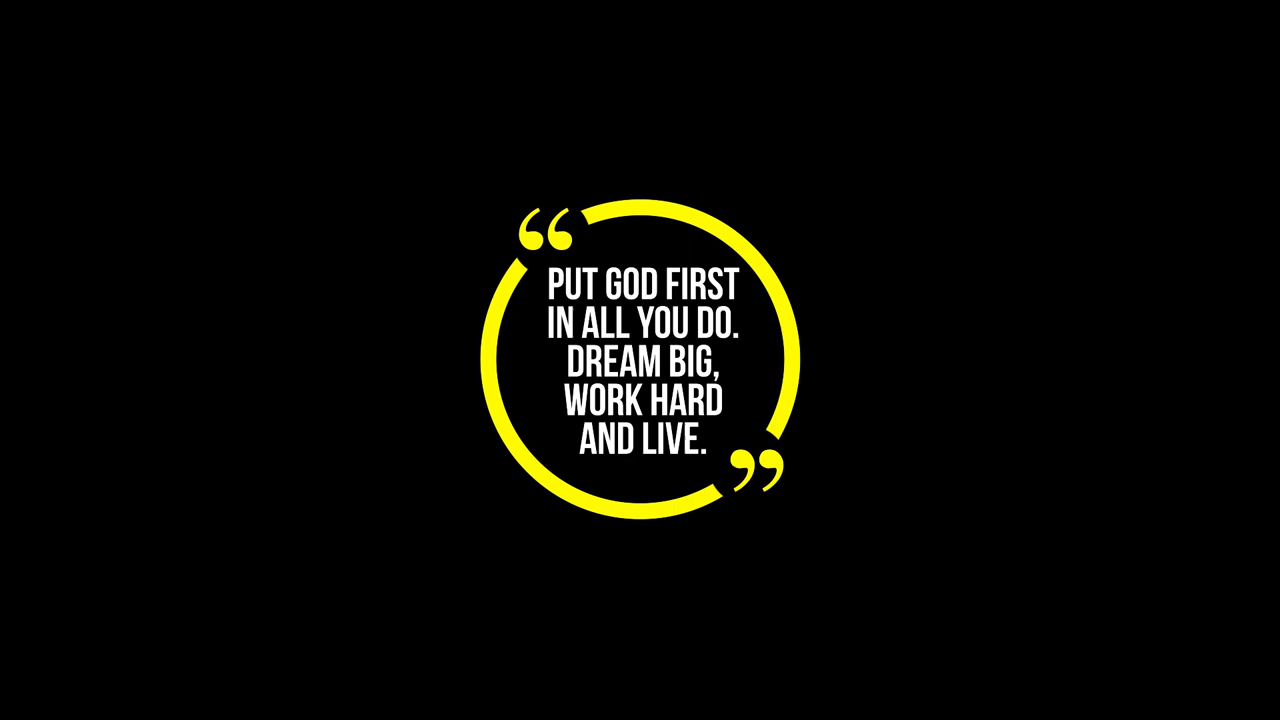 “
PUT GOD FIRST
IN ALL YOU DO.
DREAM BIG,
WORK HARD
AND LIVE.
”